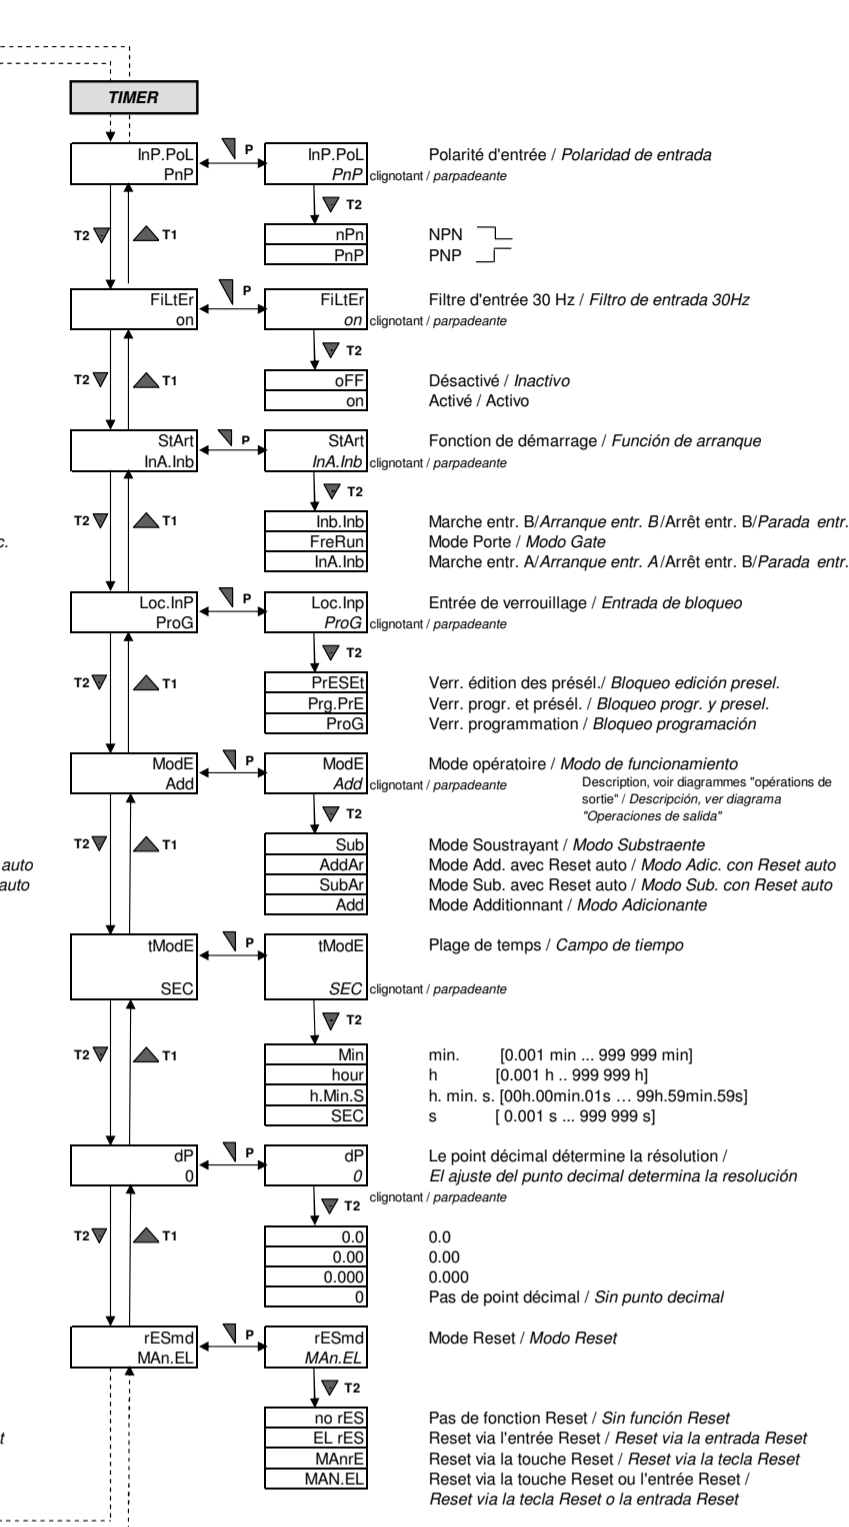 TIMER
InP.PoL P InP.PoL Polarité d'entrée / Polaridad de entrada
PnP PnP clignotant / parpadeante
T2
T2 T1 nPn NPN
PnP PNP
FiLtEr P FiLtEr Filtre d'entrée 30 Hz / Filtro de entrada 30Hz
on on clignotant / parpadeante
T2
T2 T1 oFF Désactivé / Inactivo
on Activé / Activo
StArt P StArt Fonction de démarrage / Función de arranque
InA.Inb InA.Inb clignotant / parpadeante
T2
T2 T1 Inb.Inb Marche entr. B/Arranque entr. B/Arrêt entr. B/Parada entr.
c. FreRun Mode Porte / Modo Gate
InA.Inb Marche entr. A/Arranque entr. A/Arrêt entr. B/Parada entr.
Loc.InP P Loc.Inp Entrée de verrouillage / Entrada de bloqueo
ProG ProG clignotant / parpadeante
T2
T2 T1 PrESEt Verr. édition des présél./ Bloqueo edición presel.
Prg.PrE Verr. progr. et présél. / Bloqueo progr. y presel.
ProG Verr. programmation / Bloqueo programación
ModE P ModE Mode opératoire / Modo de funcionamiento
Add Add clignotant / parpadeante Description, voir diagrammes "opérations de
sortie" / Descripción, ver diagrama
T2 "Operaciones de salida"
T2 T1 Sub Mode Soustrayant / Modo Substraente
auto AddAr Mode Add. avec Reset auto / Modo Adic. con Reset auto
auto SubAr Mode Sub. avec Reset auto / Modo Sub. con Reset auto
Add Mode Additionnant / Modo Adicionante
tModE P tModE Plage de temps / Campo de tiempo
SEC SEC clignotant / parpadeante
T2
T2 T1 Min min. [0.001 min ... 999 999 min]
hour h [0.001 h .. 999 999 h]
h.Min.S h. min. s. [00h.00min.01s … 99h.59min.59s]
SEC s [ 0.001 s ... 999 999 s]
dP P dP Le point décimal détermine la résolution /
0 0 El ajuste del punto decimal determina la resolución
clignotant / parpadeante
T2
T2 T1 0.0 0.0
0.00 0.00
0.000 0.000
0 Pas de point décimal / Sin punto decimal
rESmd P rESmd Mode Reset / Modo Reset
MAn.EL MAn.EL
T2
no rES Pas de fonction Reset / Sin función Reset
t EL rES Reset via l'entrée Reset / Reset via la entrada Reset
MAnrE Reset via la touche Reset / Reset via la tecla Reset
MAN.EL Reset via la touche Reset ou l'entrée Reset /
Reset via la tecla Reset o la entrada Reset